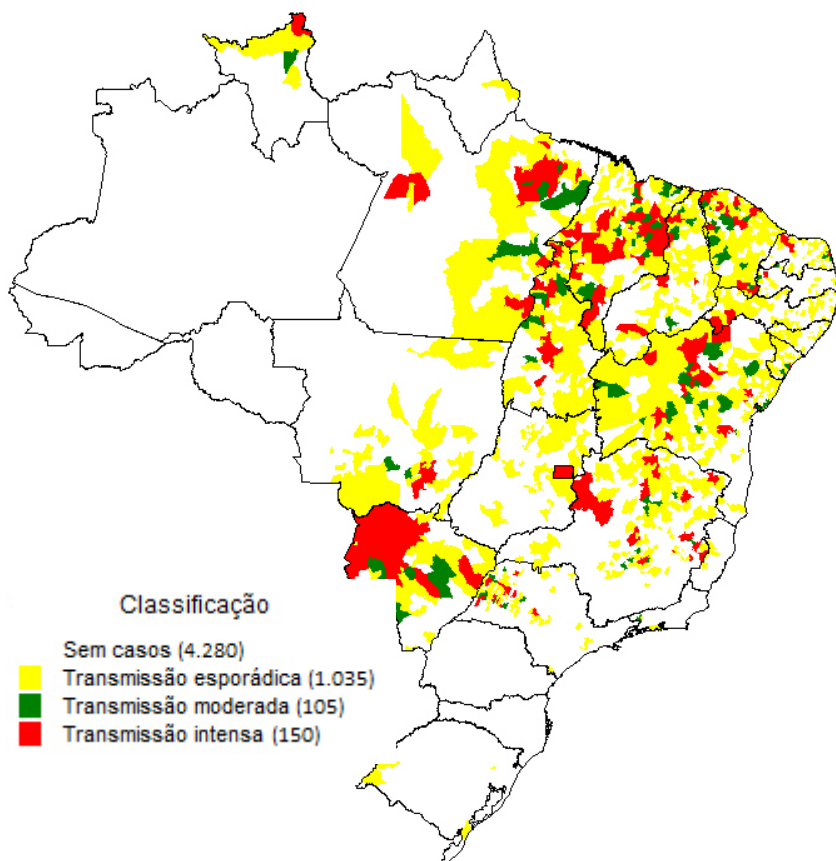 Classificação
Sem casos (4.280)
Transmissão esporádica (1.035)
Transmissão moderada (105)
Transmissão intensa (150)